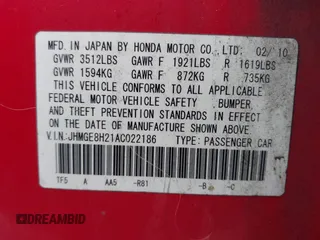 MFD. IN JAPAN BY HONDA MOTOR CO., LTD. 02/10
GVWR 3512LBS GAWR F 1921LBS R 1619LBS
GVWR 1594KG GAWR F 872KG R 735KG
THIS VEHICLE CONFORMS TO ALL APPLICABLE
FEDERAL MOTOR VEHICLE SAFETY, BUMPER,
AND THEFT PREVENTION STANDARDS IN EFFECT
ON THE DATE OF MANUFACTURE SHOWN ABOVE.
V.I.N.:JHMGE8H21AC022186 TYPE: PASSENGER CAR
TF5 A AA5 -R81 -B -C
DREAMBID